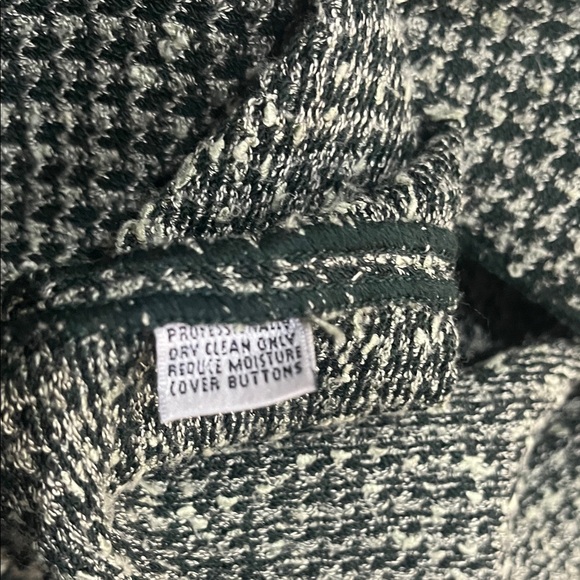 PROFESSIONALLY
DRY CLEAN ONLY
REDUCE MOISTURE
COVER BUTTONS